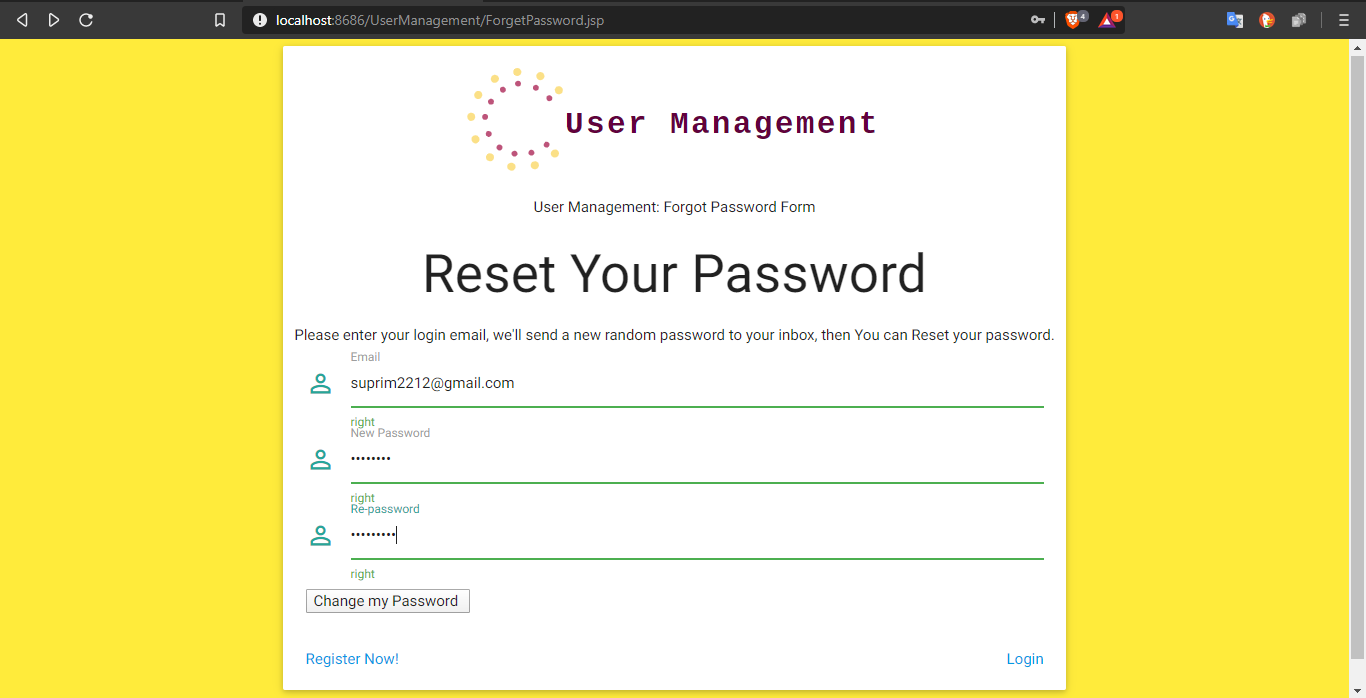 localhost:8686/UserManagement/ForgetPassword.jsp
4
1
User Management
User Management: Forgot Password Form
Reset Your Password
Please enter your login email, we'll send a new random password to your inbox, then You can Reset your password.
Email
suprim2212@gmail.com
right
New Password
••••••••
right
Re-password
•••••••••
right
Change my Password
Register Now!
Login